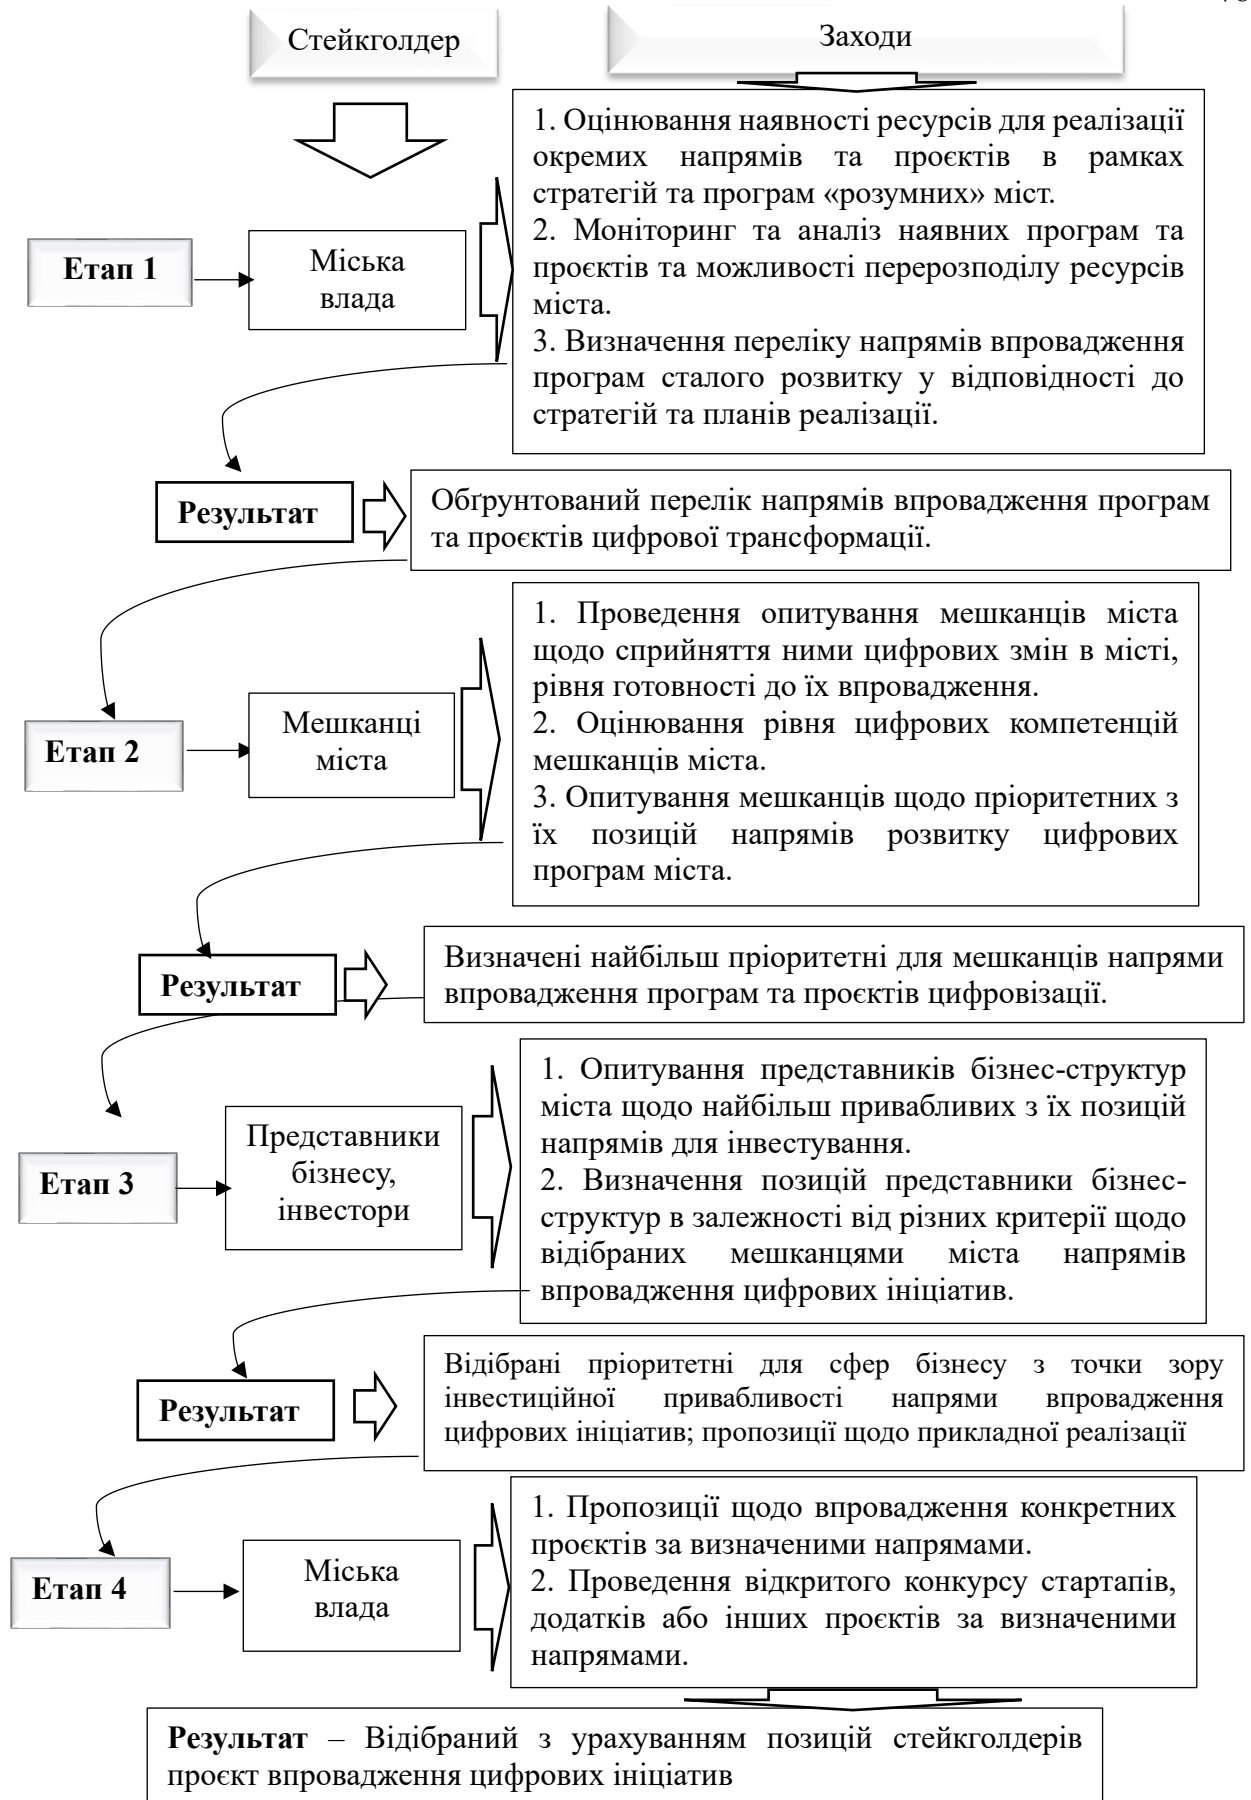 Стейкголдер
Заходи
1. Оцінювання наявності ресурсів для реалізації
окремих напрямів та проєктів в рамках
стратегій та програм «розумних» міст.
2. Моніторинг та аналіз наявних програм та
проєктів та можливості перерозподілу ресурсів
міста.
3. Визначення переліку напрямів впровадження
програм сталого розвитку у відповідності до
стратегій та планів реалізації.
Етап 1
Міська
влада
Результат
Обґрунтований перелік напрямів впровадження програм
та проєктів цифрової трансформації.
1. Проведення опитування мешканців міста
щодо сприйняття ними цифрових змін в місті,
рівня готовності до їх впровадження.
2. Оцінювання рівня цифрових компетенцій
мешканців міста.
3. Опитування мешканців щодо пріоритетних з
їх позицій напрямів розвитку цифрових
програм міста.
Етап 2
Мешканці
міста
Результат
Визначені найбільш пріоритетні для мешканців напрями
впровадження програм та проєктів цифровізації.
1. Опитування представників бізнес-структур
міста щодо найбільш привабливих з їх позицій
напрямів для інвестування.
2. Визначення позицій представники бізнес-
структур в залежності від різних критерії щодо
відібраних мешканцями міста напрямів
впровадження цифрових ініціатив.
Етап 3
Представники
бізнесу,
інвестори
Результат
Відібрані пріоритетні для сфер бізнесу з точки зору
інвестиційної привабливості напрями впровадження
цифрових ініціатив; пропозиції щодо прикладної реалізації
1. Пропозиції щодо впровадження конкретних
проєктів за визначеними напрямами.
2. Проведення відкритого конкурсу стартапів,
додатків або інших проєктів за визначеними
напрямами.
Етап 4
Міська
влада
Результат – Відібраний з урахуванням позицій стейкголдерів
проєкт впровадження цифрових ініціатив